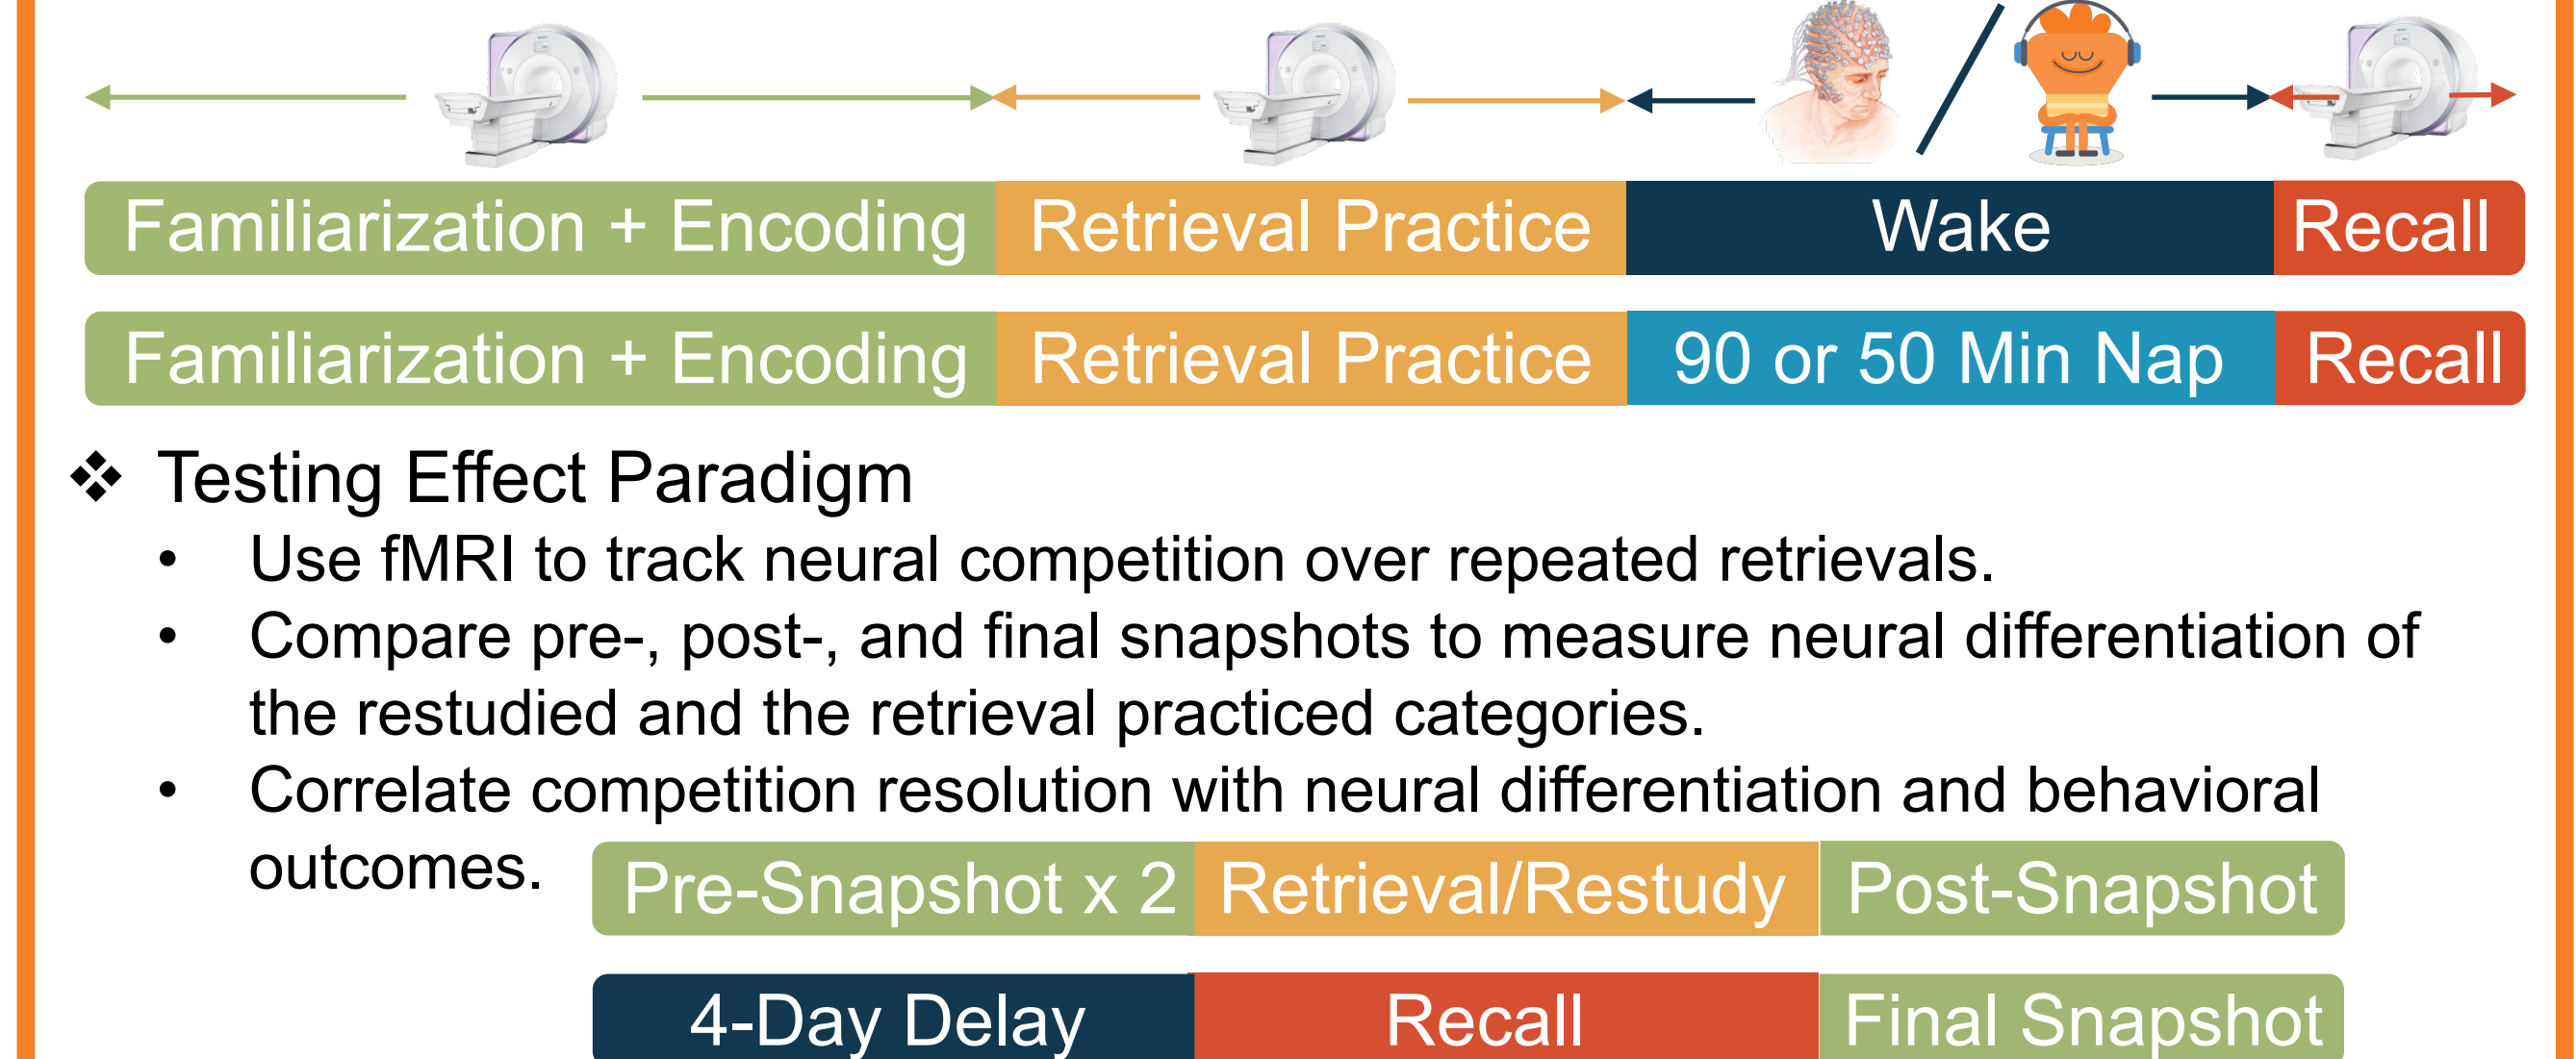 Familiarization + Encoding Retrieval Practice Wake Recall
Familiarization + Encoding Retrieval Practice 90 or 50 Min Nap Recall
❖ Testing Effect Paradigm
• Use fMRI to track neural competition over repeated retrievals.
• Compare pre-, post-, and final snapshots to measure neural differentiation of
the restudied and the retrieval practiced categories.
• Correlate competition resolution with neural differentiation and behavioral
outcomes.
Pre-Snapshot x 2 Retrieval/Restudy Post-Snapshot
4-Day Delay Recall Final Snapshot